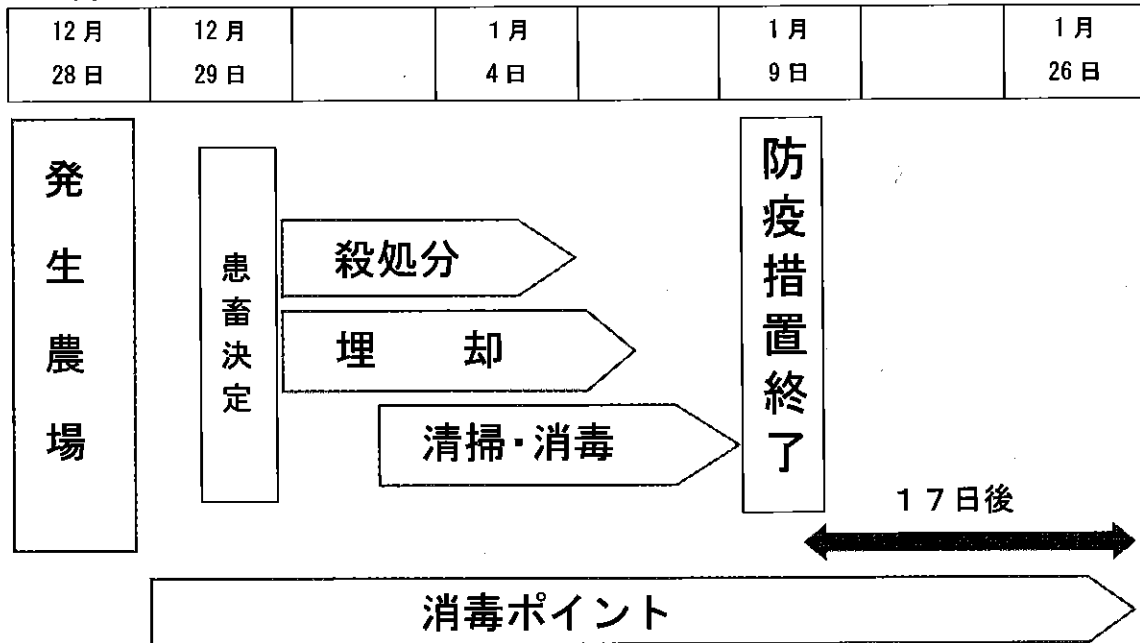 12月
28日
12月
29日
1月
4日
1月
9日
1月
26日
発生農場
患畜決定
殺処分
埋　却
清掃・消毒
防疫措置終了
１７日後
消毒ポイント